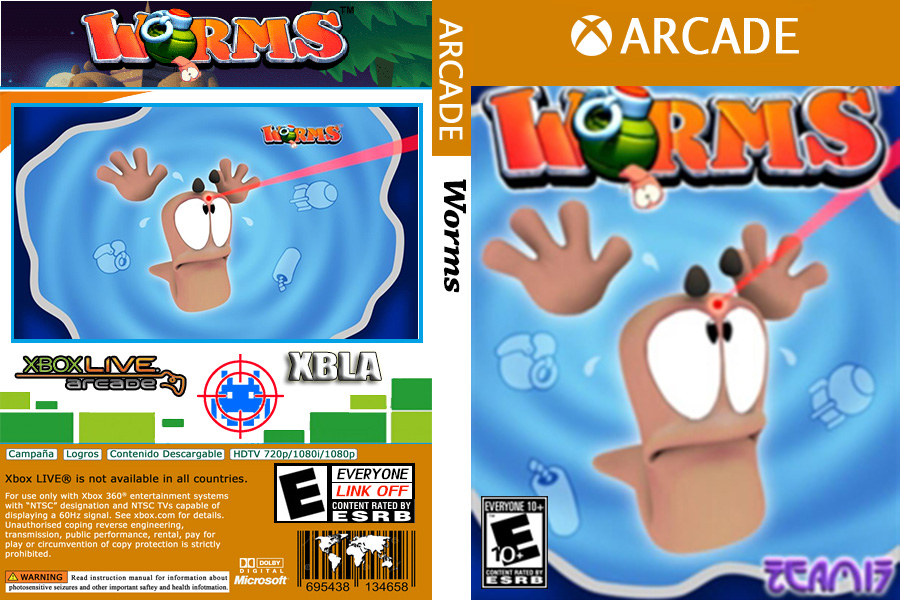 WORMS™
WORMS
XBOX LIVE
arcade
XBLA
Campaña Logros Contenido Descargable HDTV 720p/1080i/1080p
Xbox LIVE® is not available in all countries.
For use only with Xbox 360® entertainment systems
with “NTSC” designation and NTSC TVs capable of
displaying a 60Hz signal. See xbox.com for details.
Unauthorised coping reverse engineering,
transmission, public performance, rental, pay for
play or circumvention of copy protection is strictly
prohibited.
WARNING Read instruction manual for information about
photosensitive seizures and other important saftey and health infotmation.
E
EVERYONE
LINK OFF
CONTENT RATED BY
ESRB
DOLBY
DIGITAL
Microsoft®
695438 134658
ARCADE
Worms
ARCADE
WORMS
EVERYONE 10+
E
10+
CONTENT RATED BY
ESRB
TEAM17